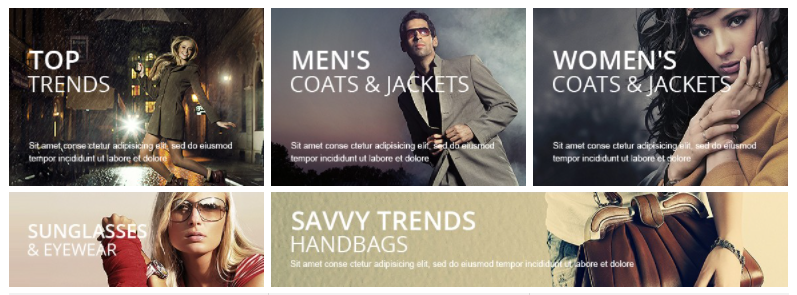 TOP
TRENDS
Sit amet conse ctetur adipisicing elit, sed do eiusmod
tempor incididunt ut labore et dolore
MEN'S
COATS & JACKETS
Sit amet conse ctetur adipisicing elit, sed do eiusmod
tempor incididunt ut labore et dolore
WOMEN'S
COATS & JACKETS
Sit amet conse ctetur adipisicing elit, sed do eiusmod
tempor incididunt ut labore et dolore
SUNGLASSES
& EYEWEAR
SAVVY TRENDS
HANDBAGS
Sit amet conse ctetur adipisicing elit, sed do eiusmod tempor incididunt ut labore et dolore